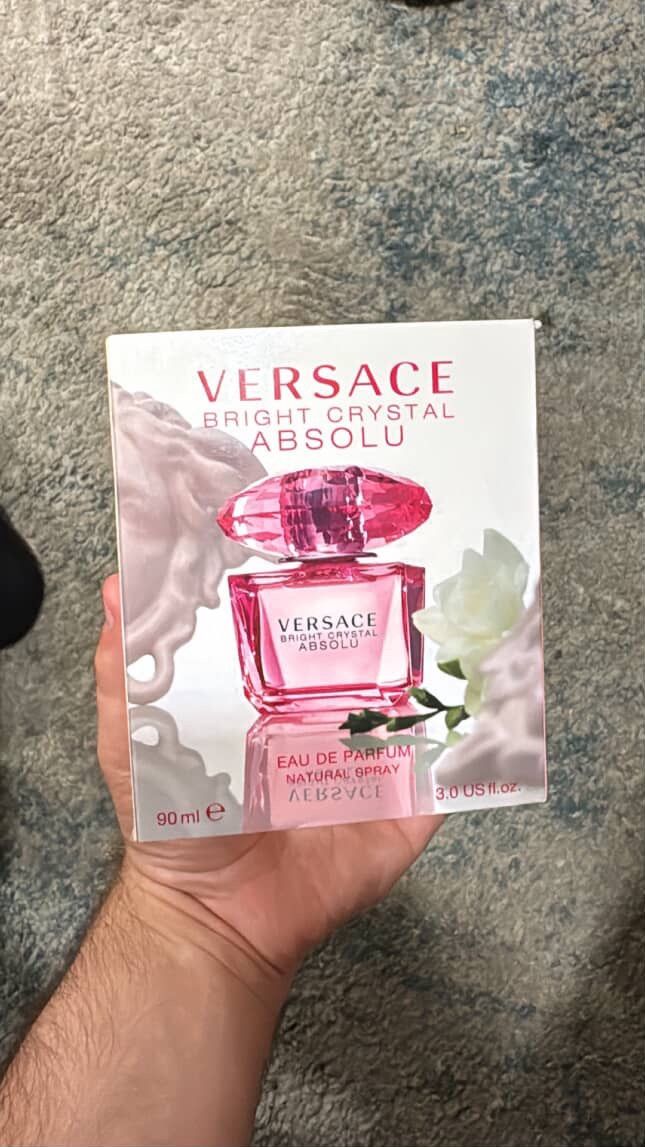 VERSACE
BRIGHT CRYSTAL
ABSOLU
VERSACE
BRIGHT CRYSTAL
ABSOLU
EAU DE PARFUM
NATURAL SPRAY
VERSACE
90 ml e
3.0 US fl.oz.